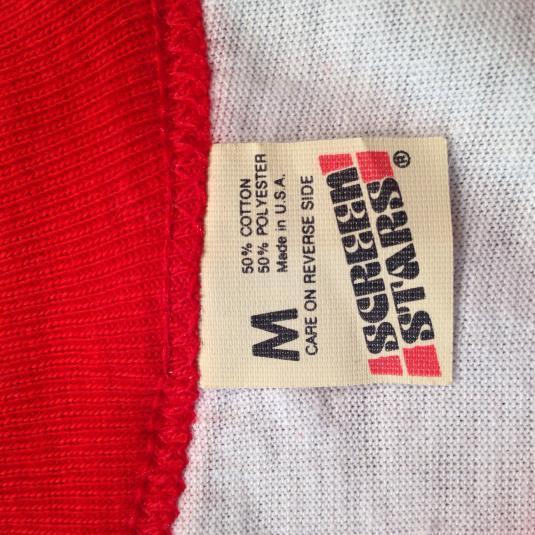 50% COTTON
50% POLYESTER
Made in U.S.A.
M
CARE ON REVERSE SIDE
SCREEN
STARS®